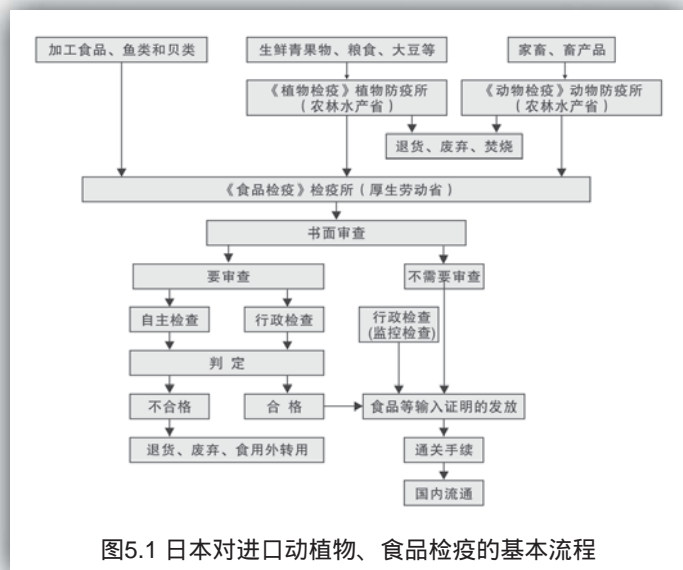 加工食品、鱼类和贝类
生鲜青果物、粮食、大豆等
家畜、畜产品
《植物检疫》植物防疫所
（农林水产省）
《动物检疫》动物防疫所
（农林水产省）
退货、废弃、焚烧
《食品检疫》检疫所（厚生劳动省）
书面审查
要审查
不需要审查
自主检查
行政检查
行政检查
(监控检查)
判 定
不合格
合 格
食品等输入证明的发放
退货、废弃、食用外转用
通关手续
国内流通
图5.1 日本对进口动植物、食品检疫的基本流程